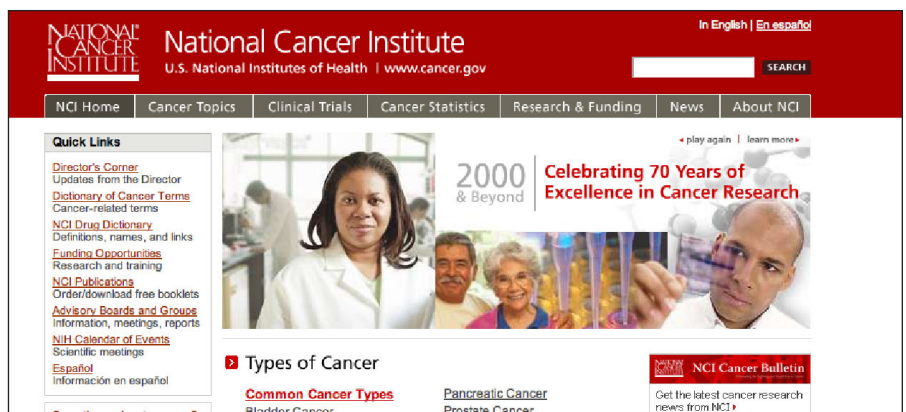 NATIONAL
CANCER
INSTITUTE
National Cancer Institute
U.S. National Institutes of Health | www.cancer.gov
In English | En español
SEARCH
NCI Home
Cancer Topics
Clinical Trials
Cancer Statistics
Research & Funding
News
About NCI
Quick Links
Director's Corner
Updates from the Director
Dictionary of Cancer Terms
Cancer-related terms
NCI Drug Dictionary
Definitions, names, and links
Funding Opportunities
Research and training
NCI Publications
Order/download free booklets
Advisory Boards and Groups
Information, meetings, reports
NIH Calendar of Events
Scientific meetings
Español
Información en español
play again | learn more
2000
& Beyond
Celebrating 70 Years of
Excellence in Cancer Research
Types of Cancer
Common Cancer Types
Bladder Cancer
Pancreatic Cancer
Prostate Cancer
NCI Cancer Bulletin
Get the latest cancer research
news from NCI